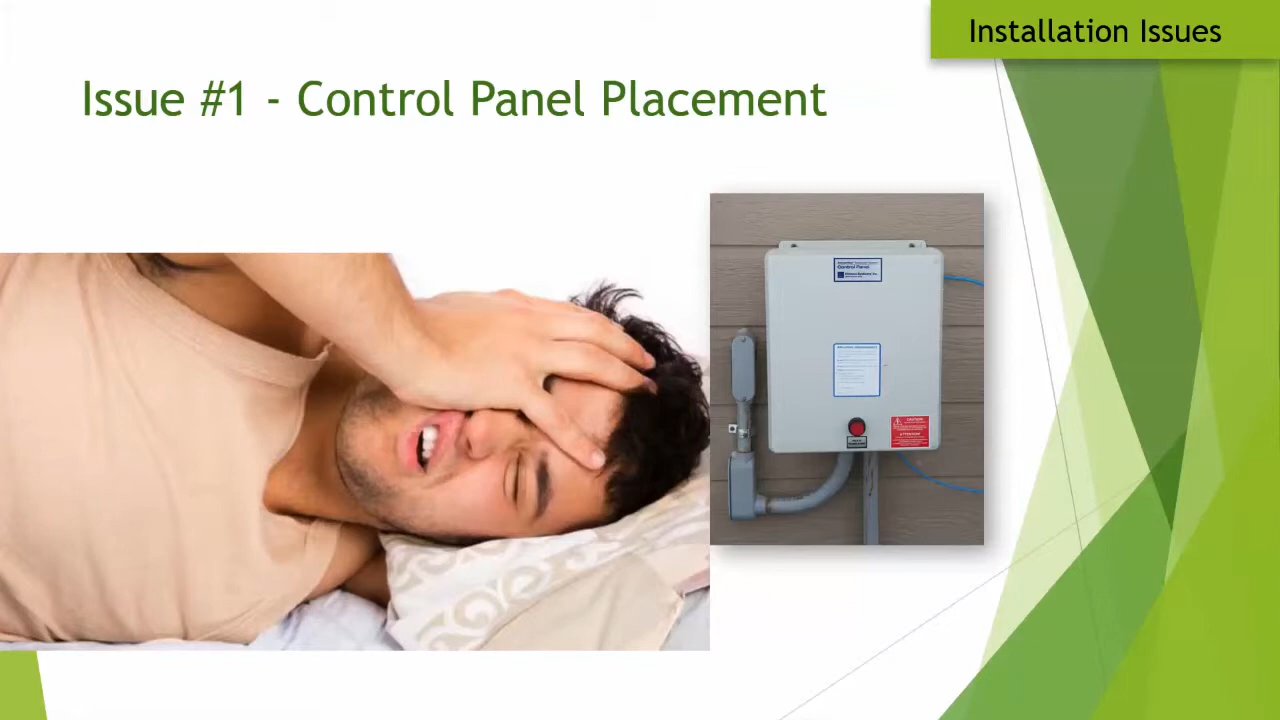 Installation Issues
Issue #1 - Control Panel Placement
Control Panel